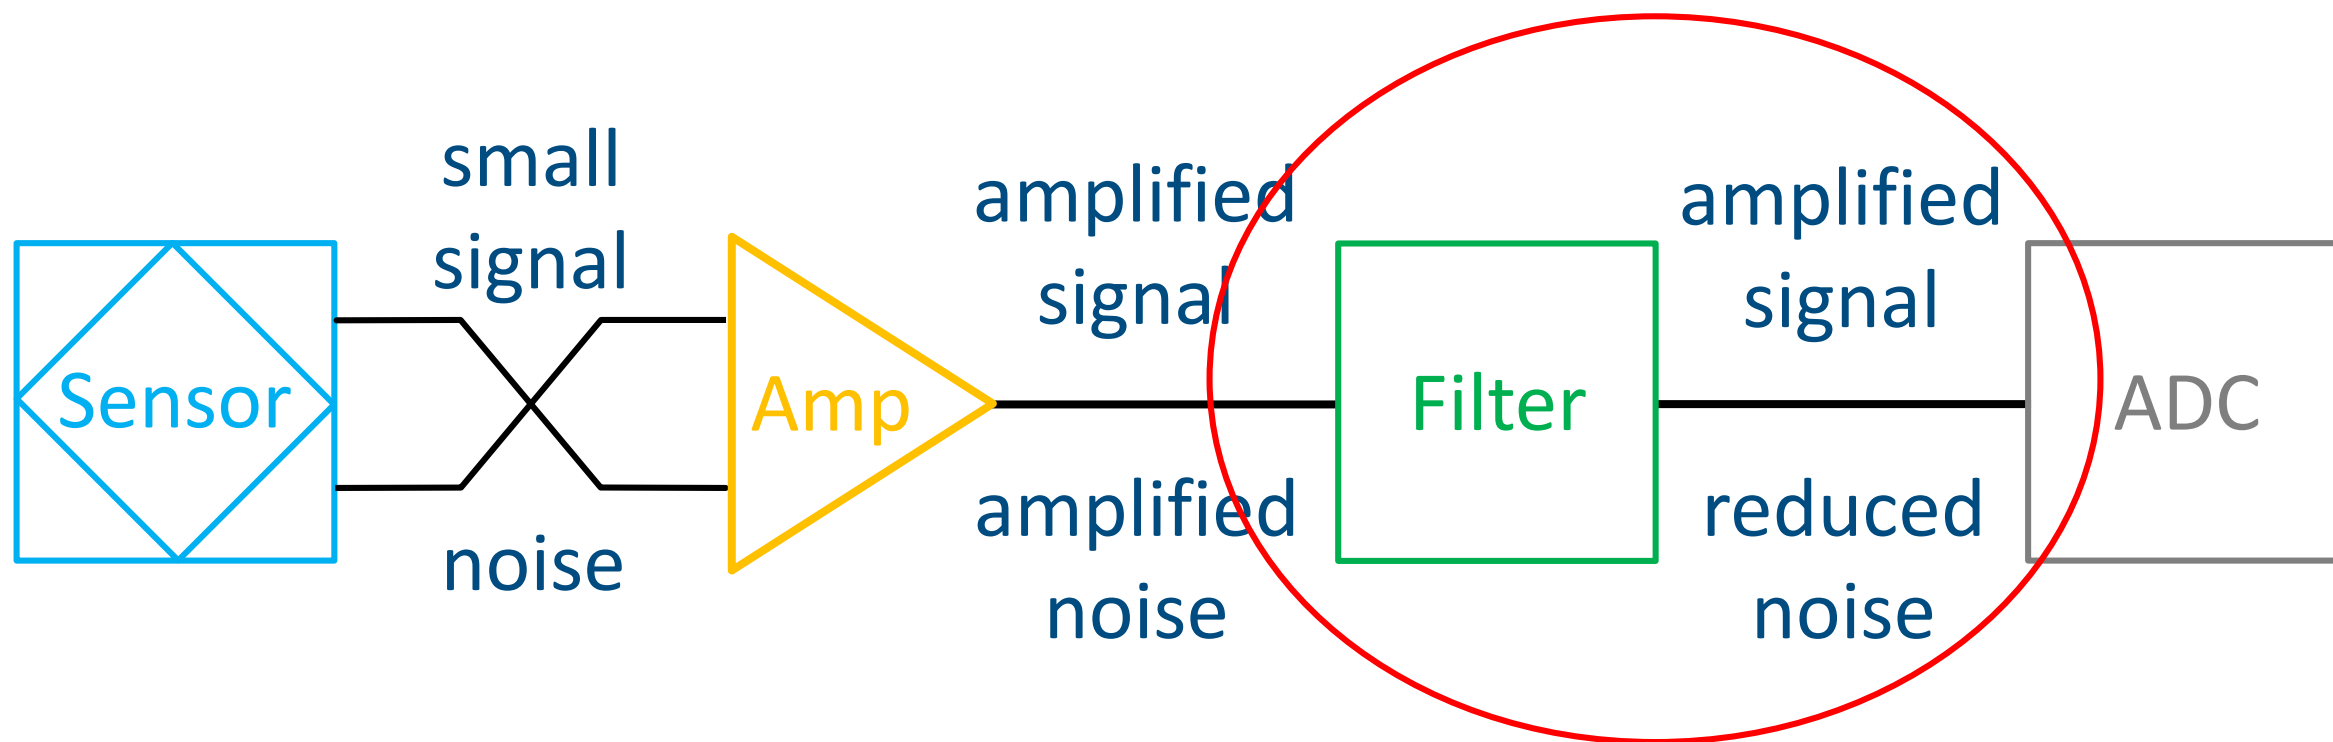 small
signal
Sensor
noise
Amp
amplified
signal
amplified
noise
Filter
amplified
signal
reduced
noise
ADC